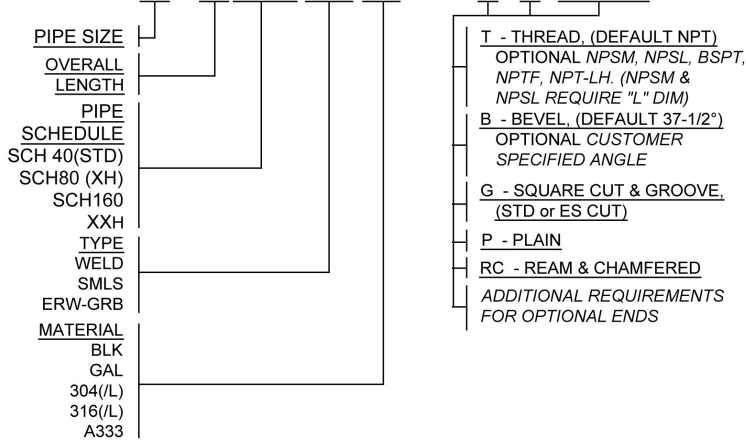 PIPE SIZE
OVERALL
LENGTH
PIPE
SCHEDULE
SCH 40(STD)
SCH80 (XH)
SCH160
XXH
TYPE
WELD
SMLS
ERW-GRB
MATERIAL
BLK
GAL
304(/L)
316(/L)
A333
T - THREAD, (DEFAULT NPT)
OPTIONAL NPSM, NPSL, BSPT,
NPTF, NPT-LH. (NPSM &
NPSL REQUIRE "L" DIM)
B - BEVEL, (DEFAULT 37-1/2°)
OPTIONAL CUSTOMER
SPECIFIED ANGLE
G - SQUARE CUT & GROOVE,
(STD or ES CUT)
P - PLAIN
RC - REAM & CHAMFERED
ADDITIONAL REQUIREMENTS
FOR OPTIONAL ENDS